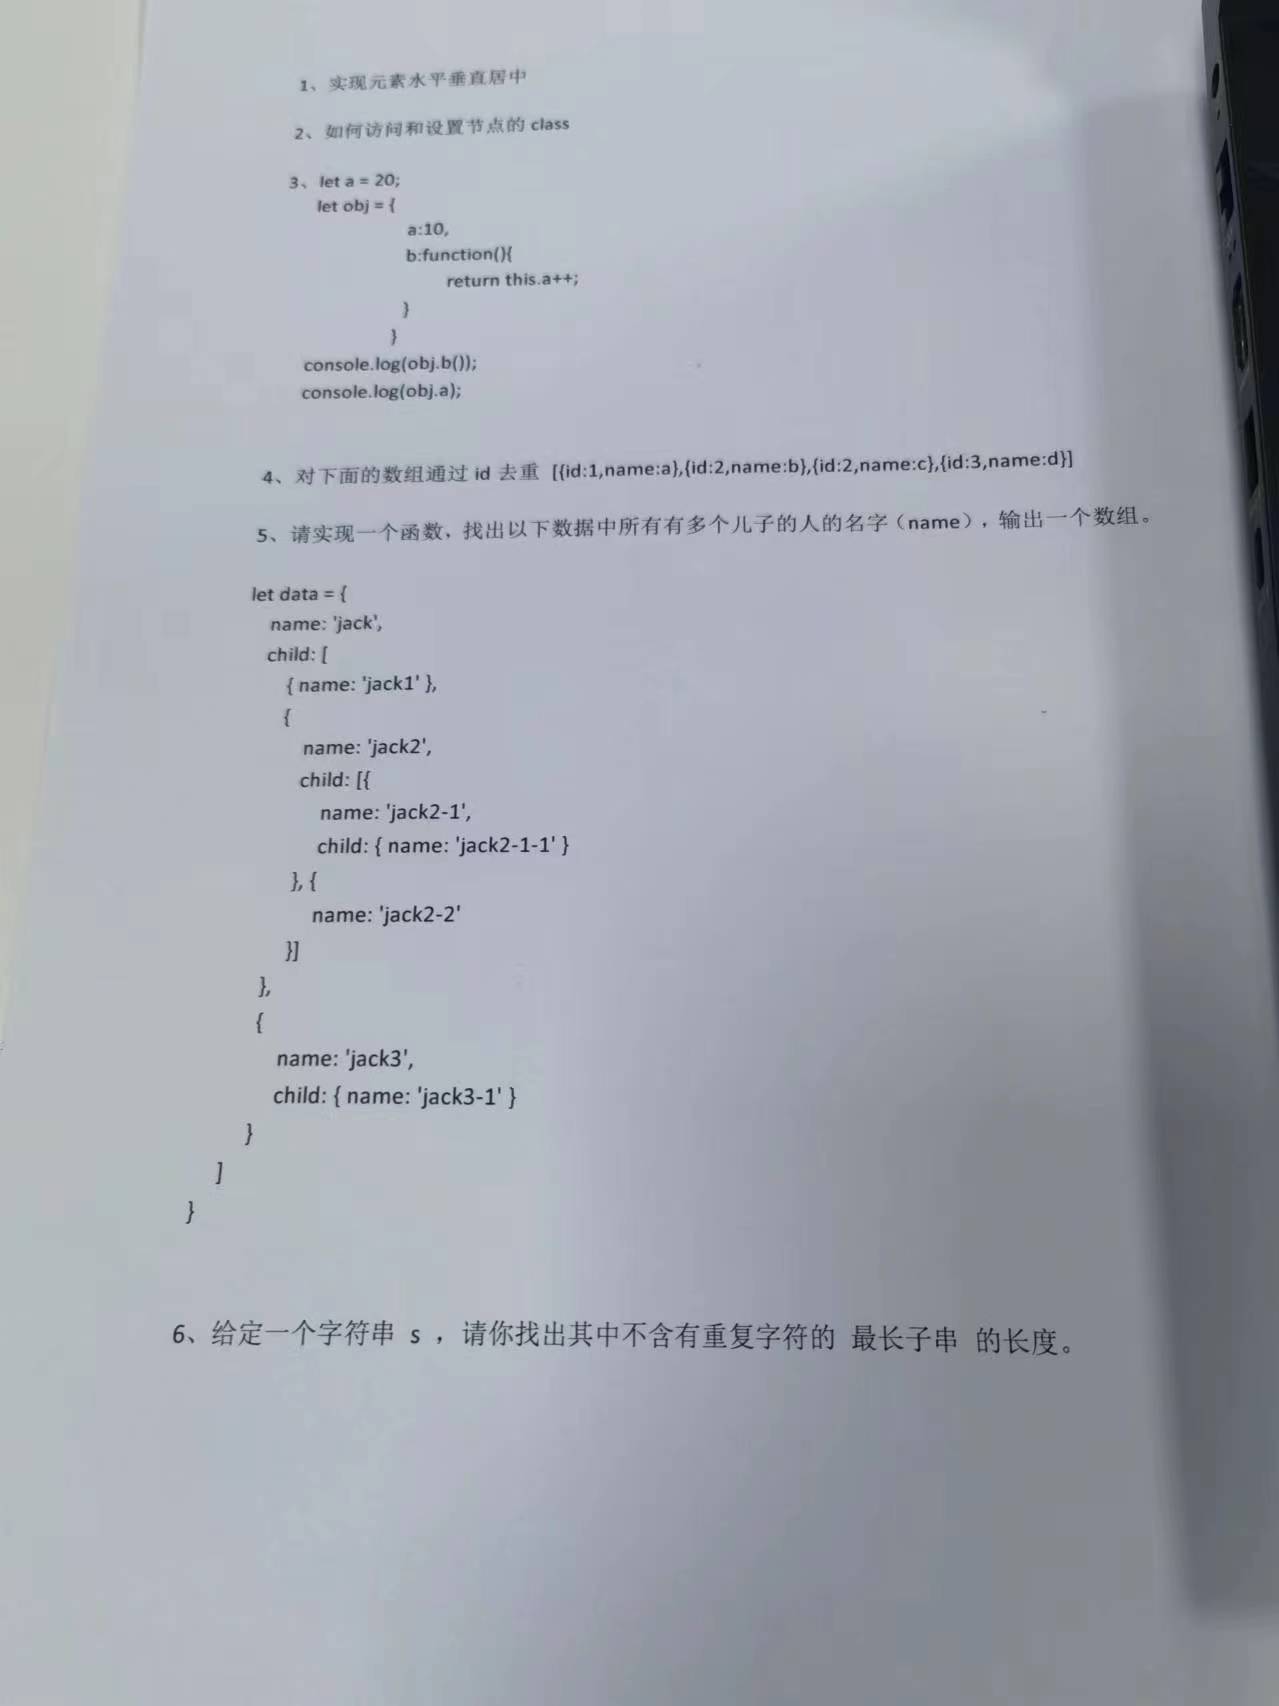 1、实现元素水平垂直居中
2、如何访问和设置节点的 class
3、let a = 20;
let obj = {
a:10,
b:function(){
return this.a++;
}
}
console.log(obj.b());
console.log(obj.a);
4、对下面的数组通过 id 去重 [{id:1,name:a},{id:2,name:b},{id:2,name:c},{id:3,name:d}]
5、请实现一个函数，找出以下数据中所有有多个儿子的人的名字（name），输出一个数组。
let data = {
name: 'jack',
child: [
{ name: 'jack1' },
{
name: 'jack2',
child: [{
name: 'jack2-1',
child: { name: 'jack2-1-1' }
}, {
name: 'jack2-2'
}]
},
{
name: 'jack3',
child: { name: 'jack3-1' }
}
]
}
6、给定一个字符串 s ，请你找出其中不含有重复字符的 最长子串 的长度。